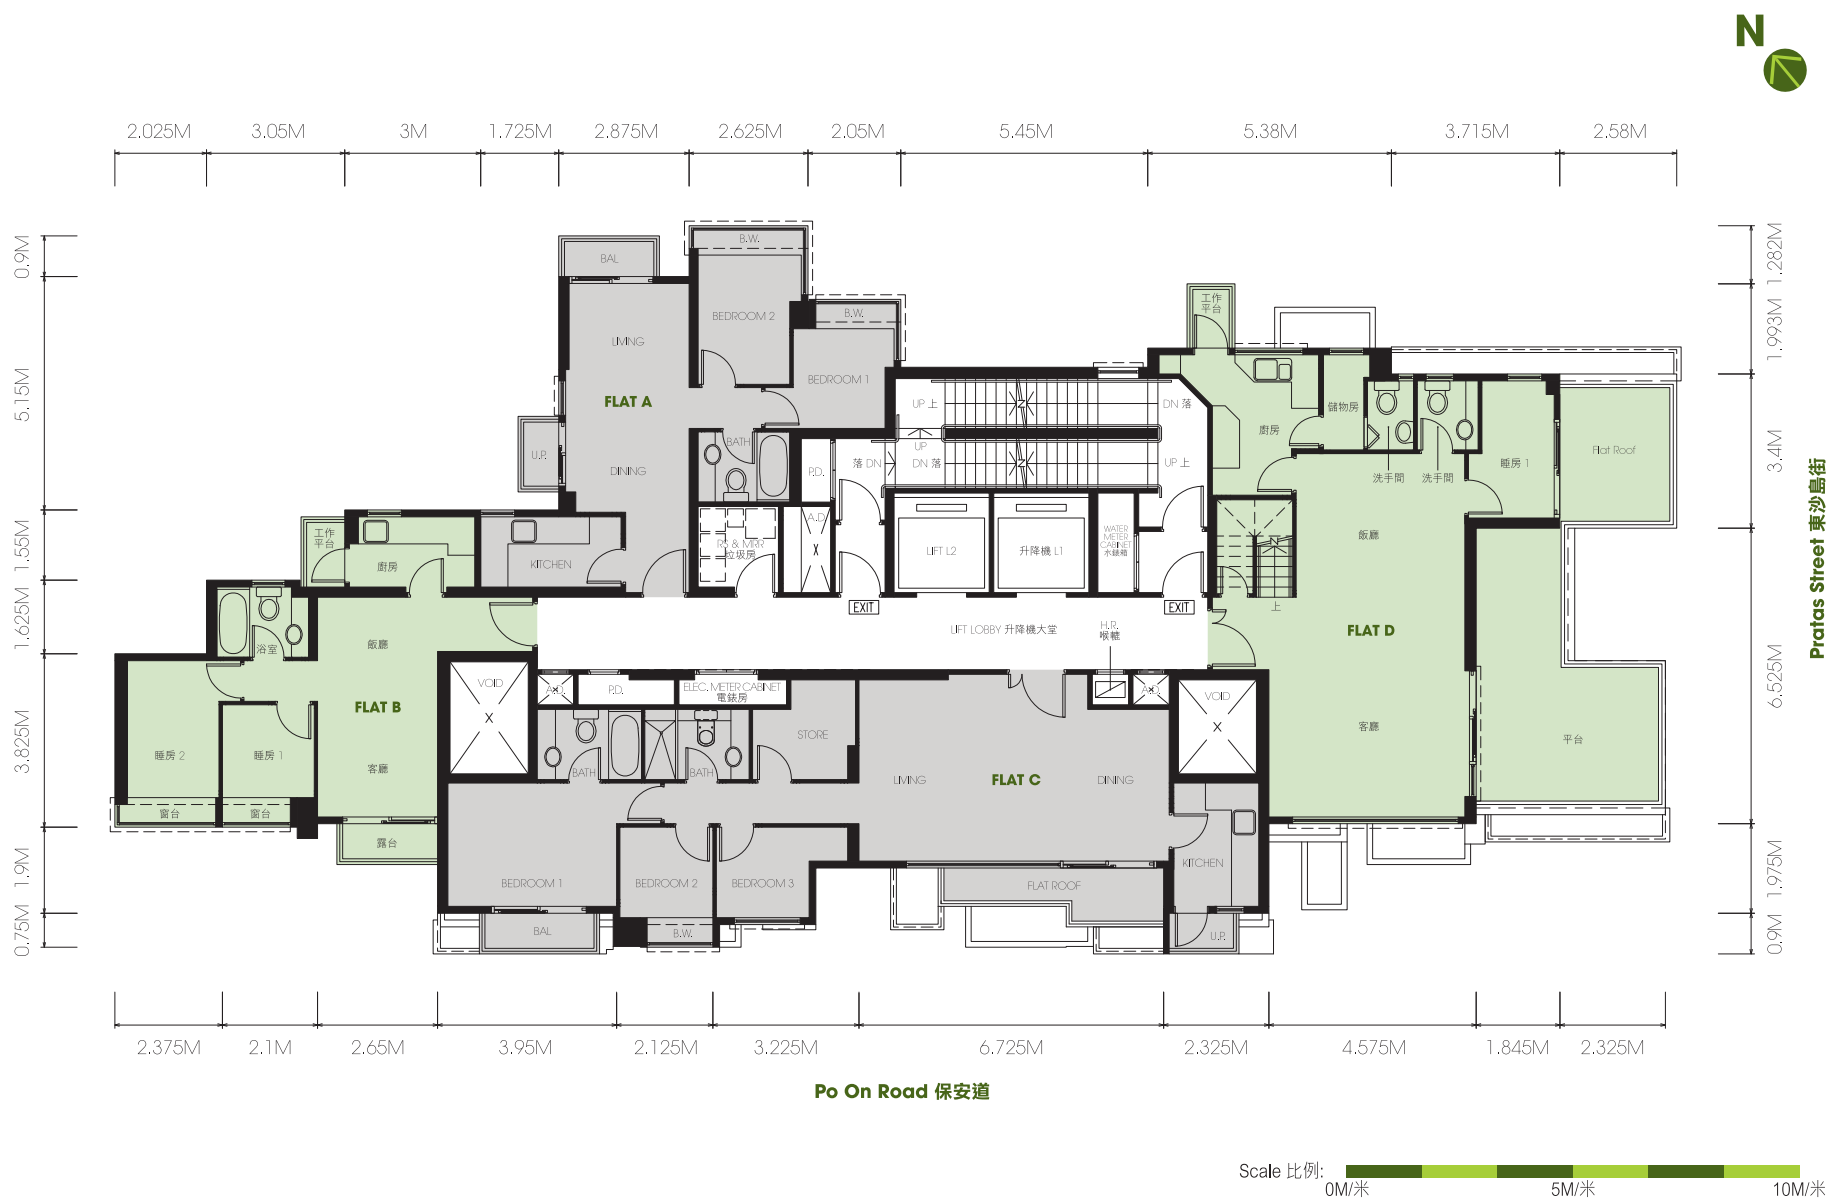 N
2.025M
3.05M
3M
1.725M
2.875M
2.625M
2.05M
5.45M
5.38M
3.715M
2.58M
0.9M
5.15M
1.55M
1.625M
3.825M
1.9M
0.75M
1.282M
1.993M
3.4M
6.525M
1.975M
0.9M
Pratas Street 東沙島街
B.W.
BAL
BEDROOM 2
B.W.
LIVING
BEDROOM 1
FLAT A
DINING
U.P.
BATH
KITCHEN
P.D.
A.D.
X
RS & MRR
垃圾房
UP 上
DN 落
UP
落 DN
DN 落
UP 上
LIFT L2
升降機 L1
WATER
METER
CABINET
水錶箱
EXIT
EXIT
LIFT LOBBY 升降機大堂
H.R.
喉轆
工作
平台
廚房
儲物房
洗手間
洗手間
睡房 1
Flat Roof
飯廳
上
FLAT D
客廳
平台
工作
平台
廚房
浴室
飯廳
FLAT B
睡房 2
睡房 1
客廳
窗台
窗台
露台
VOID
X
A.D.
P.D.
ELEC. METER CABINET
電錶房
A.D.
VOID
X
STORE
BATH
BATH
LIVING
FLAT C
DINING
KITCHEN
BEDROOM 1
BEDROOM 2
BEDROOM 3
FLAT ROOF
BAL
B.W.
U.P.
2.375M
2.1M
2.65M
3.95M
2.125M
3.225M
6.725M
2.325M
4.575M
1.845M
2.325M
Po On Road 保安道
Scale 比例:
0M/米
5M/米
10M/米